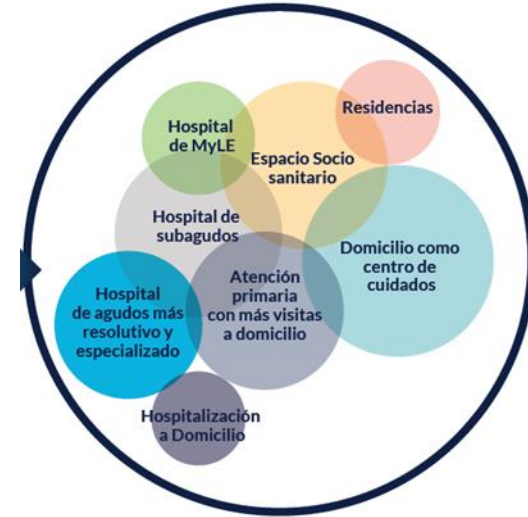 Residencias
Hospital
de MyLE
Espacio Socio
sanitario
Hospital de
subagudos
Domicilio como
centro de
cuidados
Atención
primaria
con más visitas
a domicilio
Hospital
de agudos más
resolutivo y
especializado
Hospitalización
a Domicilio